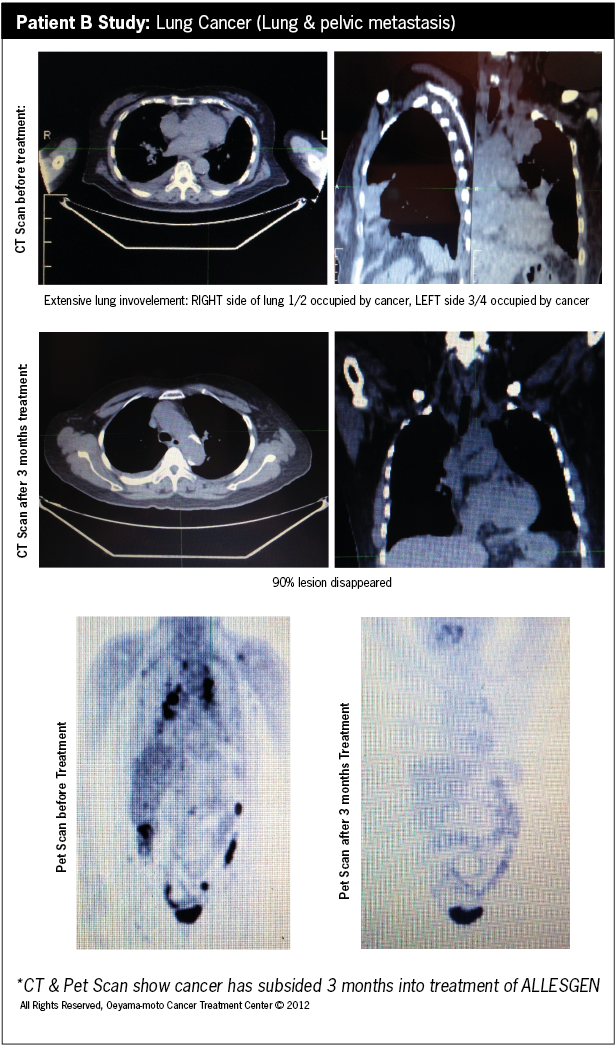 Patient B Study: Lung Cancer (Lung & pelvic metastasis)
CT Scan before treatment:
R
L
Extensive lung invovelement: RIGHT side of lung 1/2 occupied by cancer, LEFT side 3/4 occupied by cancer
CT Scan after 3 months treatment:
90% lesion disappeared
Pet Scan before Treatment
Pet Scan after 3 months Treatment
*CT & Pet Scan show cancer has subsided 3 months into treatment of ALLESGEN
All Rights Reserved, Oeyama-moto Cancer Treatment Center © 2012